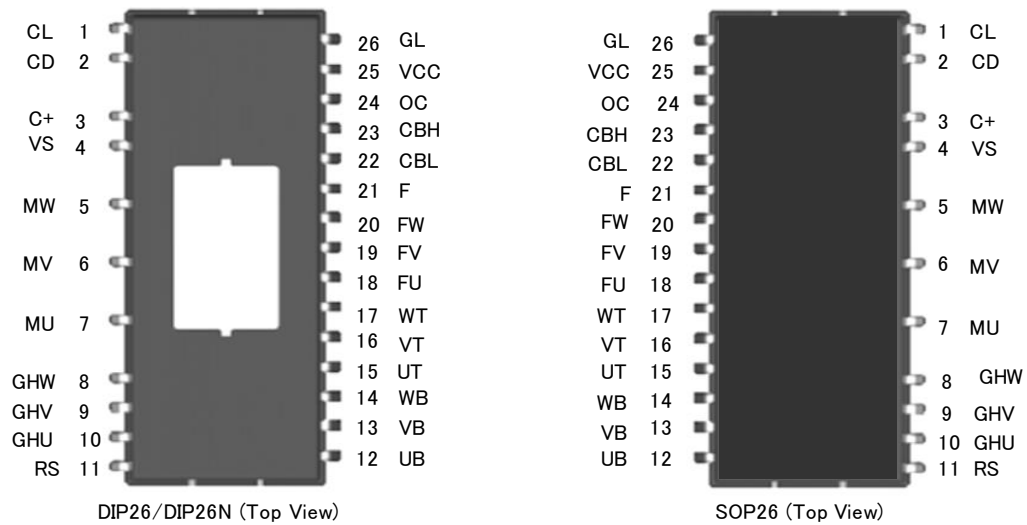 CL 1
CD 2
C+ 3
VS 4
MW 5
MV 6
MU 7
GHW 8
GHV 9
GHU 10
RS 11
26 GL
25 VCC
24 OC
23 CBH
22 CBL
21 F
20 FW
19 FV
18 FU
17 WT
16 VT
15 UT
14 WB
13 VB
12 UB
DIP26/DIP26N (Top View)
GL 26
VCC 25
OC 24
CBH 23
CBL 22
F 21
FW 20
FV 19
FU 18
WT 17
VT 16
UT 15
WB 14
VB 13
UB 12
1 CL
2 CD
3 C+
4 VS
5 MW
6 MV
7 MU
8 GHW
9 GHV
10 GHU
11 RS
SOP26 (Top View)